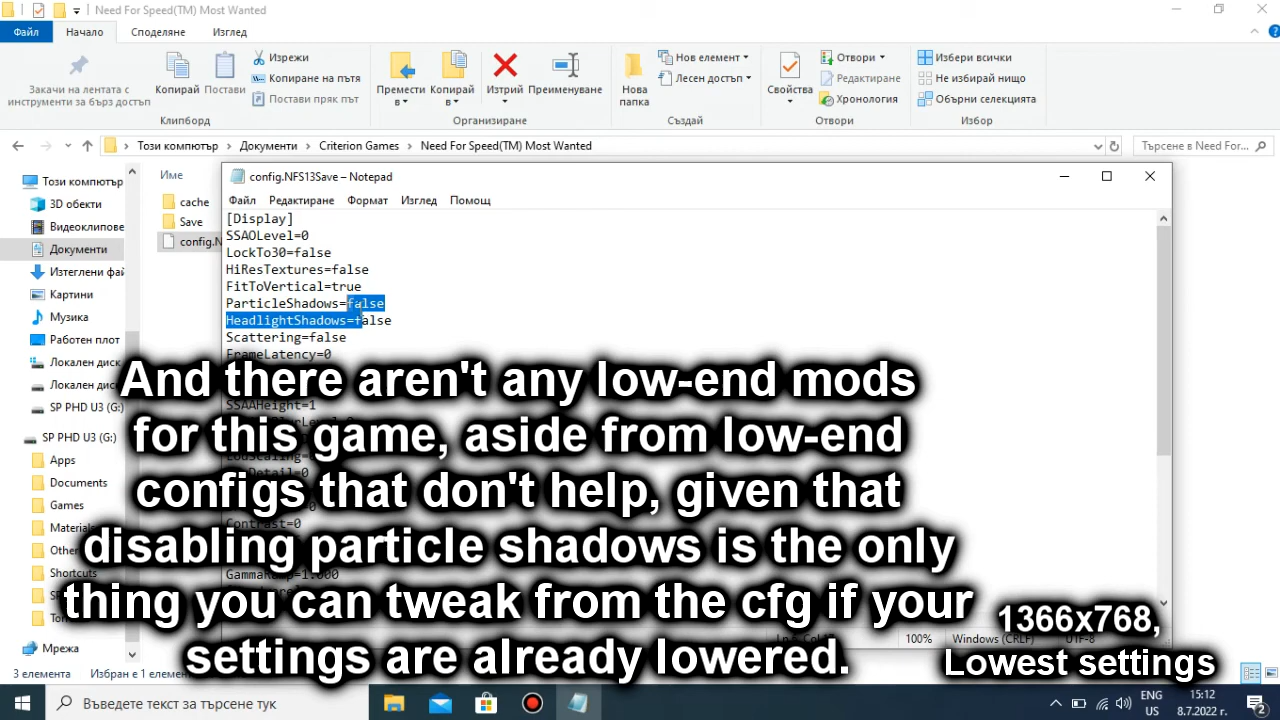 Need For Speed(TM) Most Wanted
Файл
Начало
Споделяне
Изглед
Закачи на лентата с
инструменти за бърз достъп
Копирай
Постави
Изрежи
Копиране на пътя
Постави пряк път
Клипборд
Премести
в
Копирай
в
Изтрий
Преименуване
Организиране
Нова
папка
Нов елемент
Лесен достъп
Създай
Свойства
Отвори
Редактиране
Хронология
Отвори
Избери всички
Не избирай нищо
Обърни селекцията
Избор
Този компютър
Документи
Criterion Games
Need For Speed(TM) Most Wanted
Търсене в Need For...
Този компютър
3D обекти
Видеоклипове
Документи
Изтеглени фай
Картини
Музика
Работен плот
Локален диск
Локален диск
SP PHD U3 (G:)
SP PHD U3 (G:)
Apps
Documents
Games
Materials
Shortcuts
Мрежа
Име
cache
Save
config.N
config.NFS13Save – Notepad
Файл
Редактиране
Формат
Изглед
Помощ
[Display]
SSAOLevel=0
LockTo30=false
HiResTextures=false
FitToVertical=true
ParticleShadows=false
HeadlightShadows=false
Scattering=false
FrameLatency=0
SSAAHeight=1
Contrast=0
And there aren't any low-end mods
for this game, aside from low-end
configs that don't help, given that
disabling particle shadows is the only
thing you can tweak from the cfg if your
settings are already lowered.
1366x768,
Lowest settings
100%
Windows (CRLF)
UTF-8
3 елемента
Избран е 1 елемент
Въведете текст за търсене тук
ENG
US
15:12
8.7.2022 г.
2